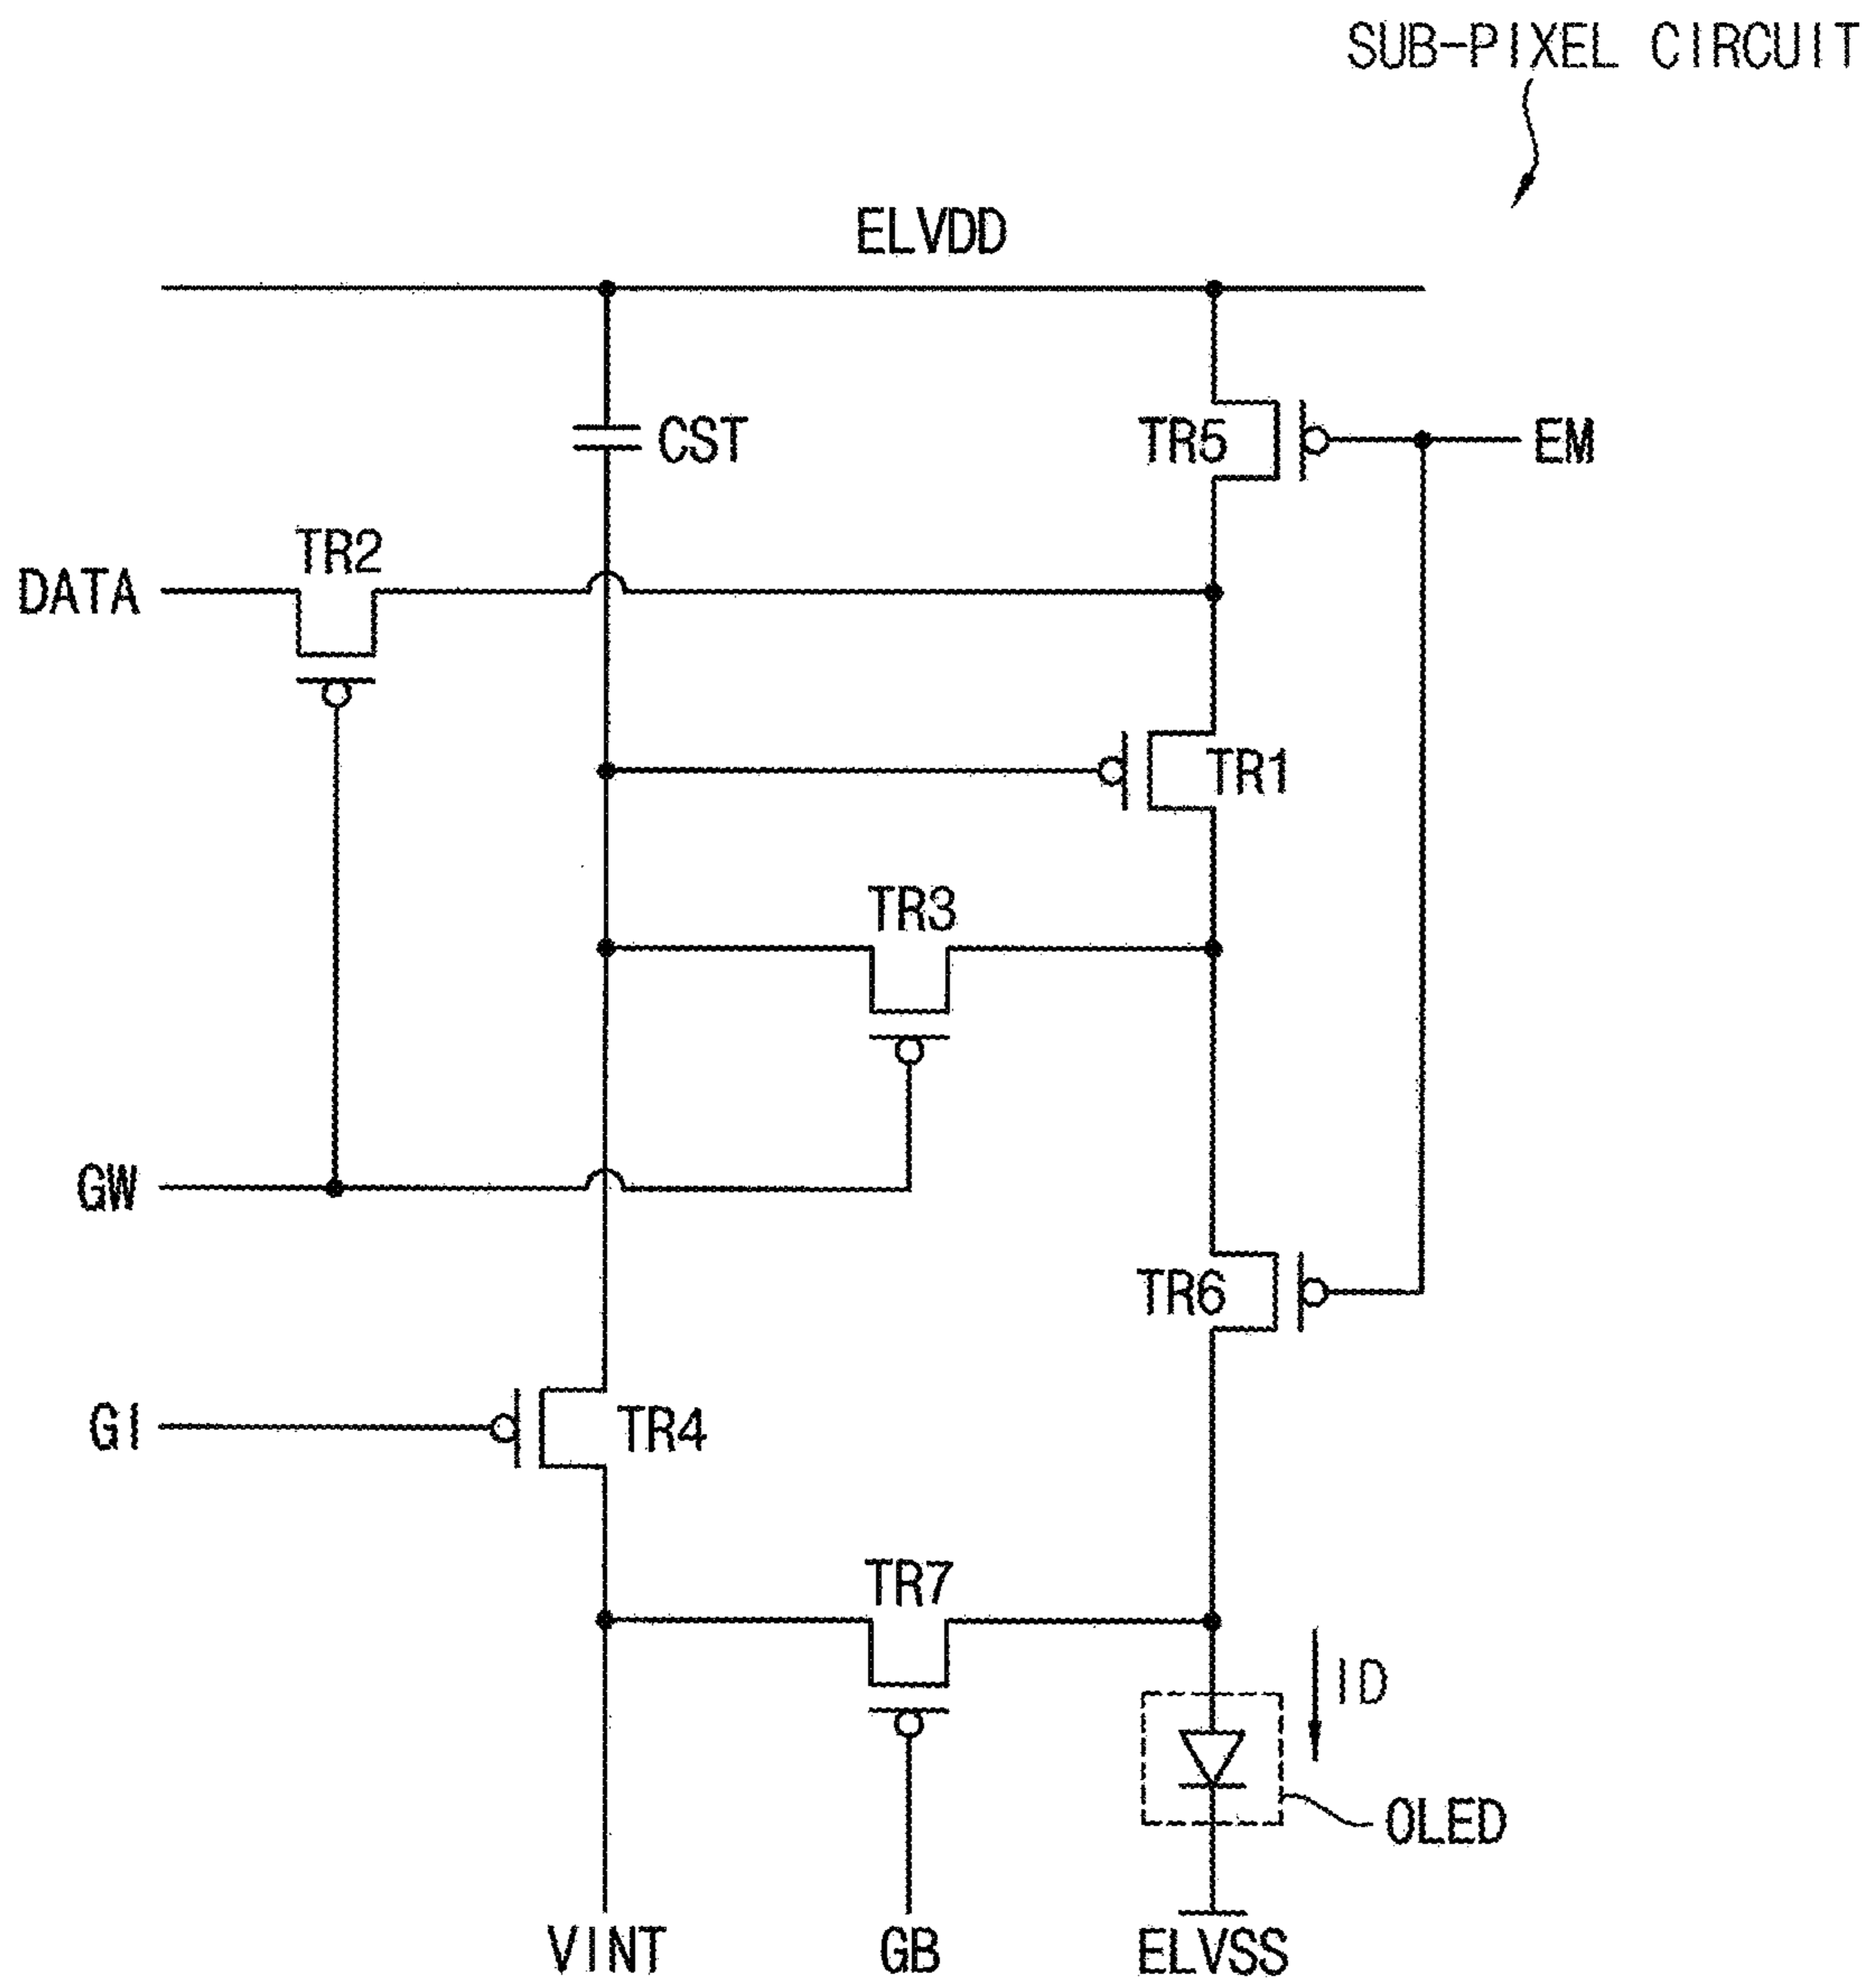 SUB-PIXEL CIRCUIT
ELVDD
CST
TR5
EM
TR2
DATA
TR1
TR3
GW
TR6
GI
TR4
TR7
ID
OLED
VINT
GB
ELVSS